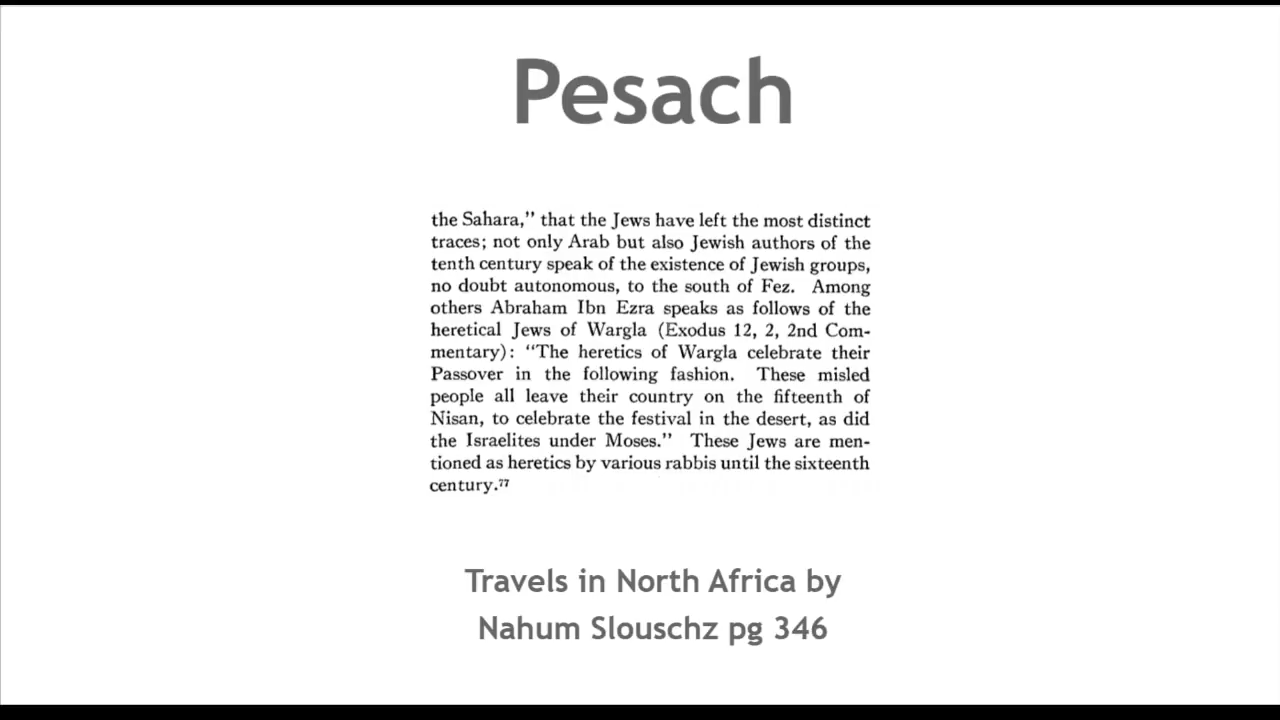 Pesach
the Sahara," that the Jews have left the most distinct
traces; not only Arab but also Jewish authors of the
tenth century speak of the existence of Jewish groups,
no doubt autonomous, to the south of Fez. Among
others Abraham Ibn Ezra speaks as follows of the
heretical Jews of Wargla (Exodus 12, 2, 2nd Com-
mentary): "The heretics of Wargla celebrate their
Passover in the following fashion. These misled
people all leave their country on the fifteenth of
Nisan, to celebrate the festival in the desert, as did
the Israelites under Moses." These Jews are men-
tioned as heretics by various rabbis until the sixteenth
century.⁷⁷
Travels in North Africa by
Nahum Slouschz pg 346